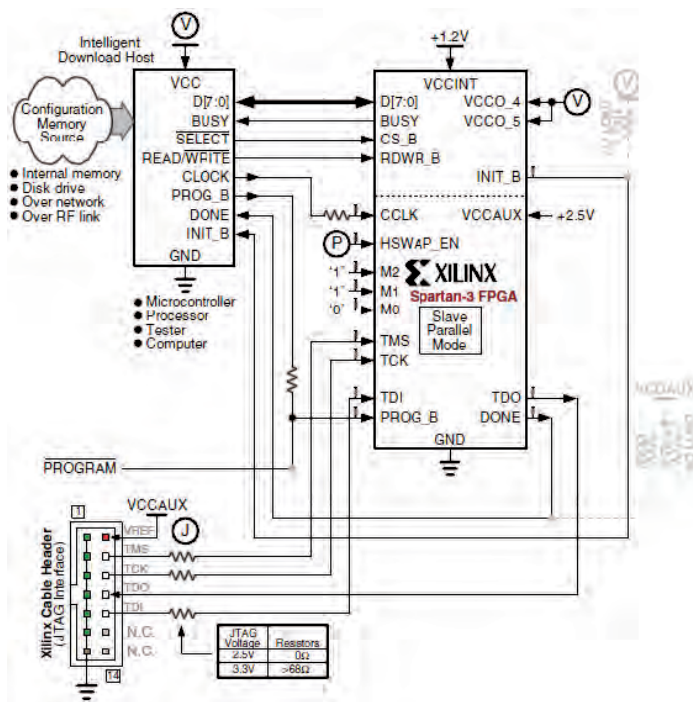 V
Intelligent
Download Host
+1.2V
VCC
VCCINT
Configuration
Memory
Source
D[7:0]
D[7:0]
VCCO_4
V
BUSY
BUSY
VCCO_5
SELECT
CS_B
READ/WRITE
RDWR_B
Internal memory
Disk drive
Over network
Over RF link
CLOCK
INIT_B
PROG_B
DONE
CCLK
VCCAUX
+2.5V
INIT_B
P
HSWAP_EN
GND
'1'
M2
XILINX
'1'
M1
Spartan-3 FPGA
'0'
M0
Slave
Parallel
Mode
Microcontroller
Processor
Tester
Computer
TMS
TCK
TDI
TDO
PROG_B
DONE
GND
PROGRAM
VCCAUX
1
J
VREF
TMS
TCK
TDO
TDI
N.C.
N.C.
14
Xilinx Cable Header
(JTAG Interface)
JTAG
Voltage
Resistors
2.5V
0Ω
3.3V
>68Ω
V
VCCAUX